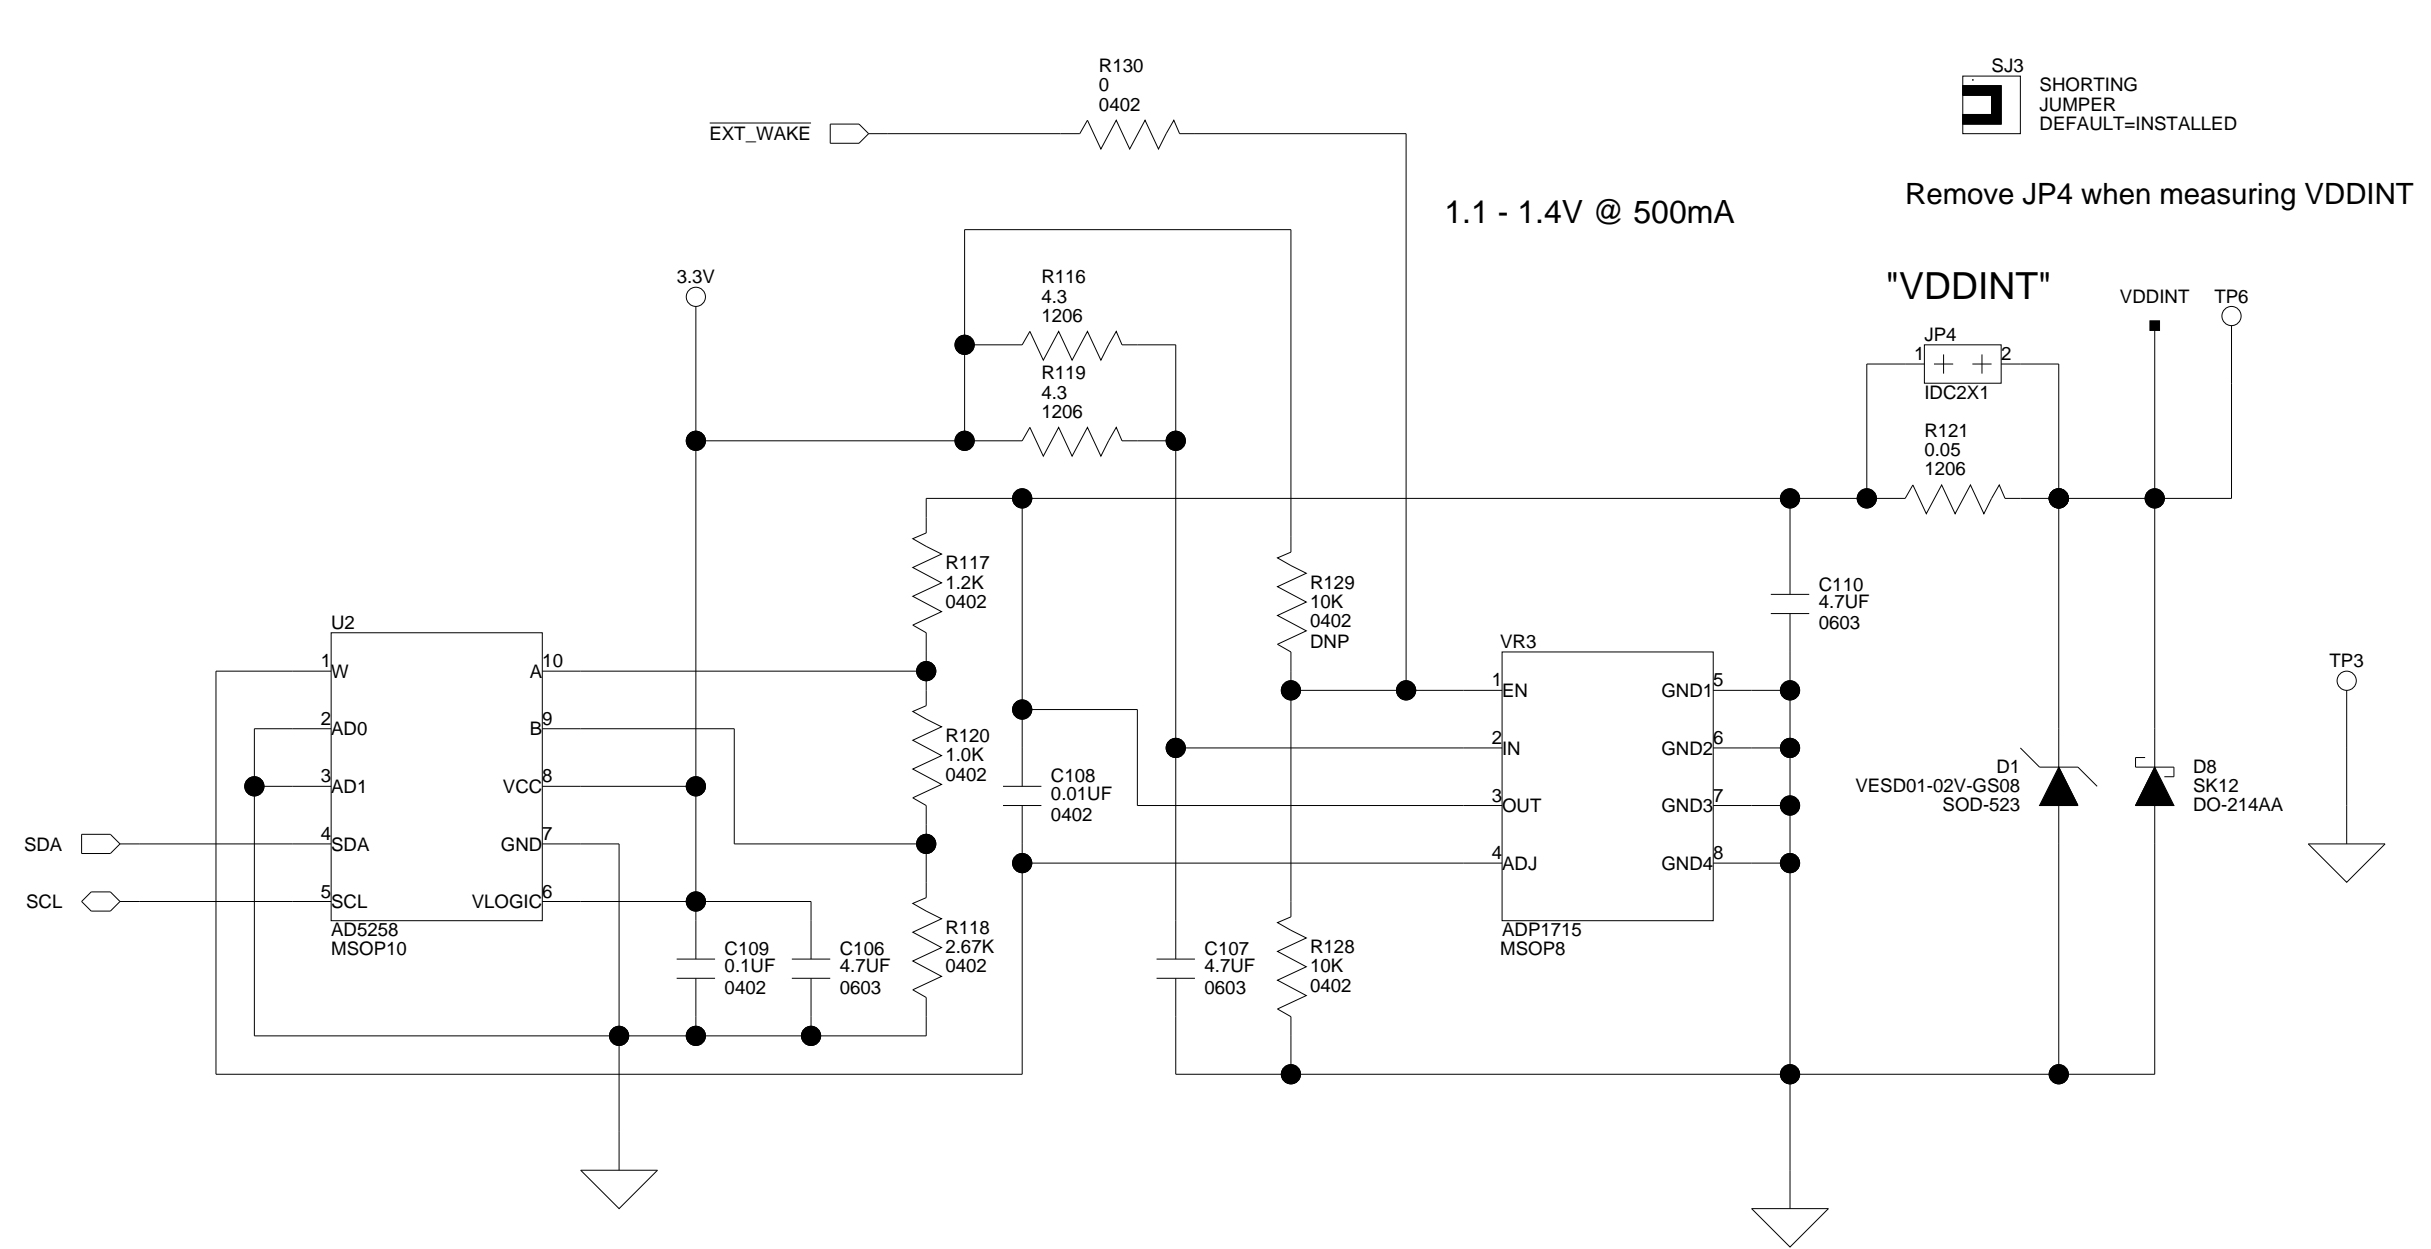 R130
0
0402
EXT_WAKE
SJ3
SHORTING
JUMPER
DEFAULT=INSTALLED
Remove JP4 when measuring VDDINT
1.1 - 1.4V @ 500mA
3.3V
R116
4.3
1206
R119
4.3
1206
"VDDINT"
VDDINT
TP6
JP4
1
2
IDC2X1
R121
0.05
1206
R117
1.2K
0402
R129
10K
0402
DNP
C110
4.7UF
0603
U2
1
W
2
AD0
3
AD1
4
SDA
5
SCL
10
A
9
B
8
VCC
7
GND
6
VLOGIC
AD5258
MSOP10
SDA
SCL
R120
1.0K
0402
C108
0.01UF
0402
R118
2.67K
0402
C109
0.1UF
0402
C106
4.7UF
0603
C107
4.7UF
0603
R128
10K
0402
VR3
1
EN
2
IN
3
OUT
4
ADJ
5
GND1
6
GND2
7
GND3
8
GND4
ADP1715
MSOP8
D1
VESD01-02V-GS08
SOD-523
D8
SK12
DO-214AA
TP3